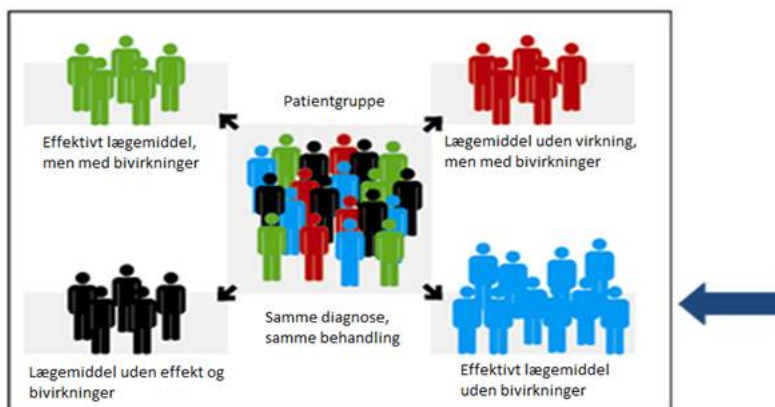 Patientgruppe
Effektivt lægemiddel,
men med bivirkninger
Lægemiddel uden virkning,
men med bivirkninger
Samme diagnose,
samme behandling
Lægemiddel uden effekt og
bivirkninger
Effektivt lægemiddel
uden bivirkninger